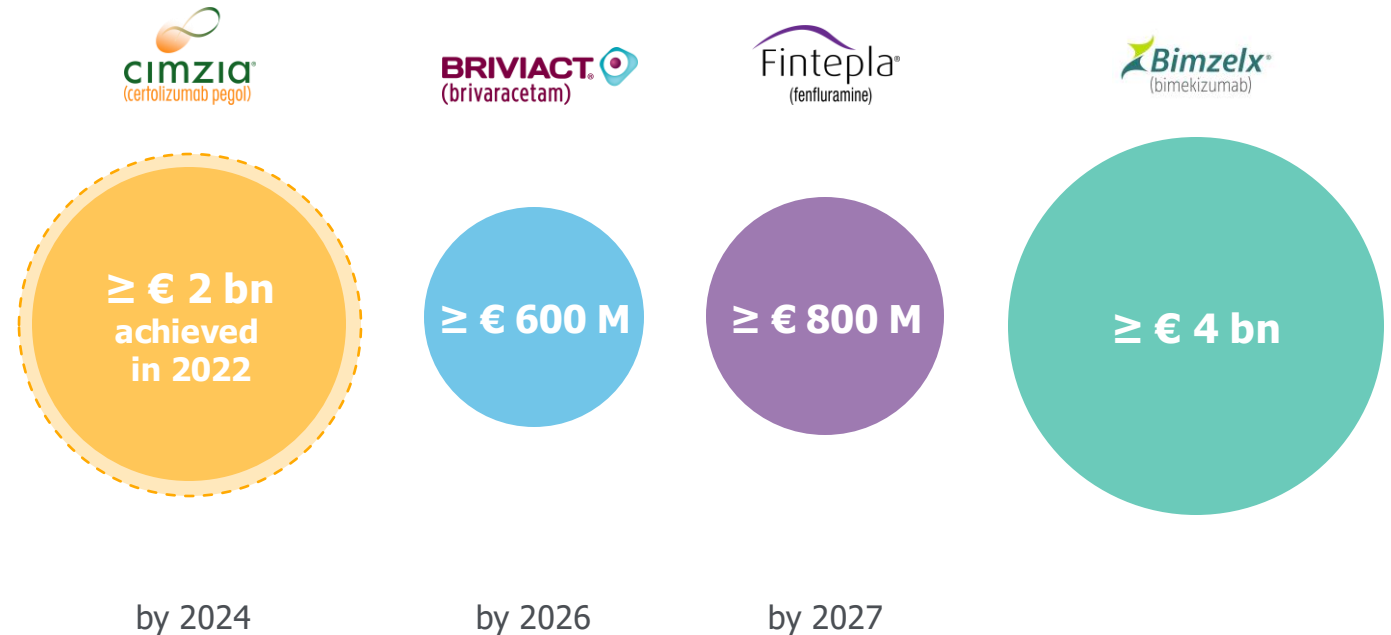 cimzia®
(certolizumab pegol)
BRIVIACT®
(brivaracetam)
Fintepla®
(fenfluramine)
Bimzelx®
(bimekizumab)
≥ € 2 bn
achieved
in 2022
≥ € 600 M
≥ € 800 M
≥ € 4 bn
by 2024
by 2026
by 2027